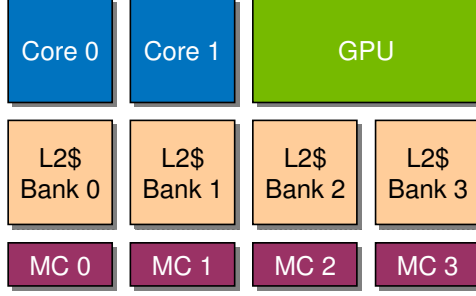 Core 0
Core 1
GPU
L2$
Bank 0
L2$
Bank 1
L2$
Bank 2
L2$
Bank 3
MC 0
MC 1
MC 2
MC 3